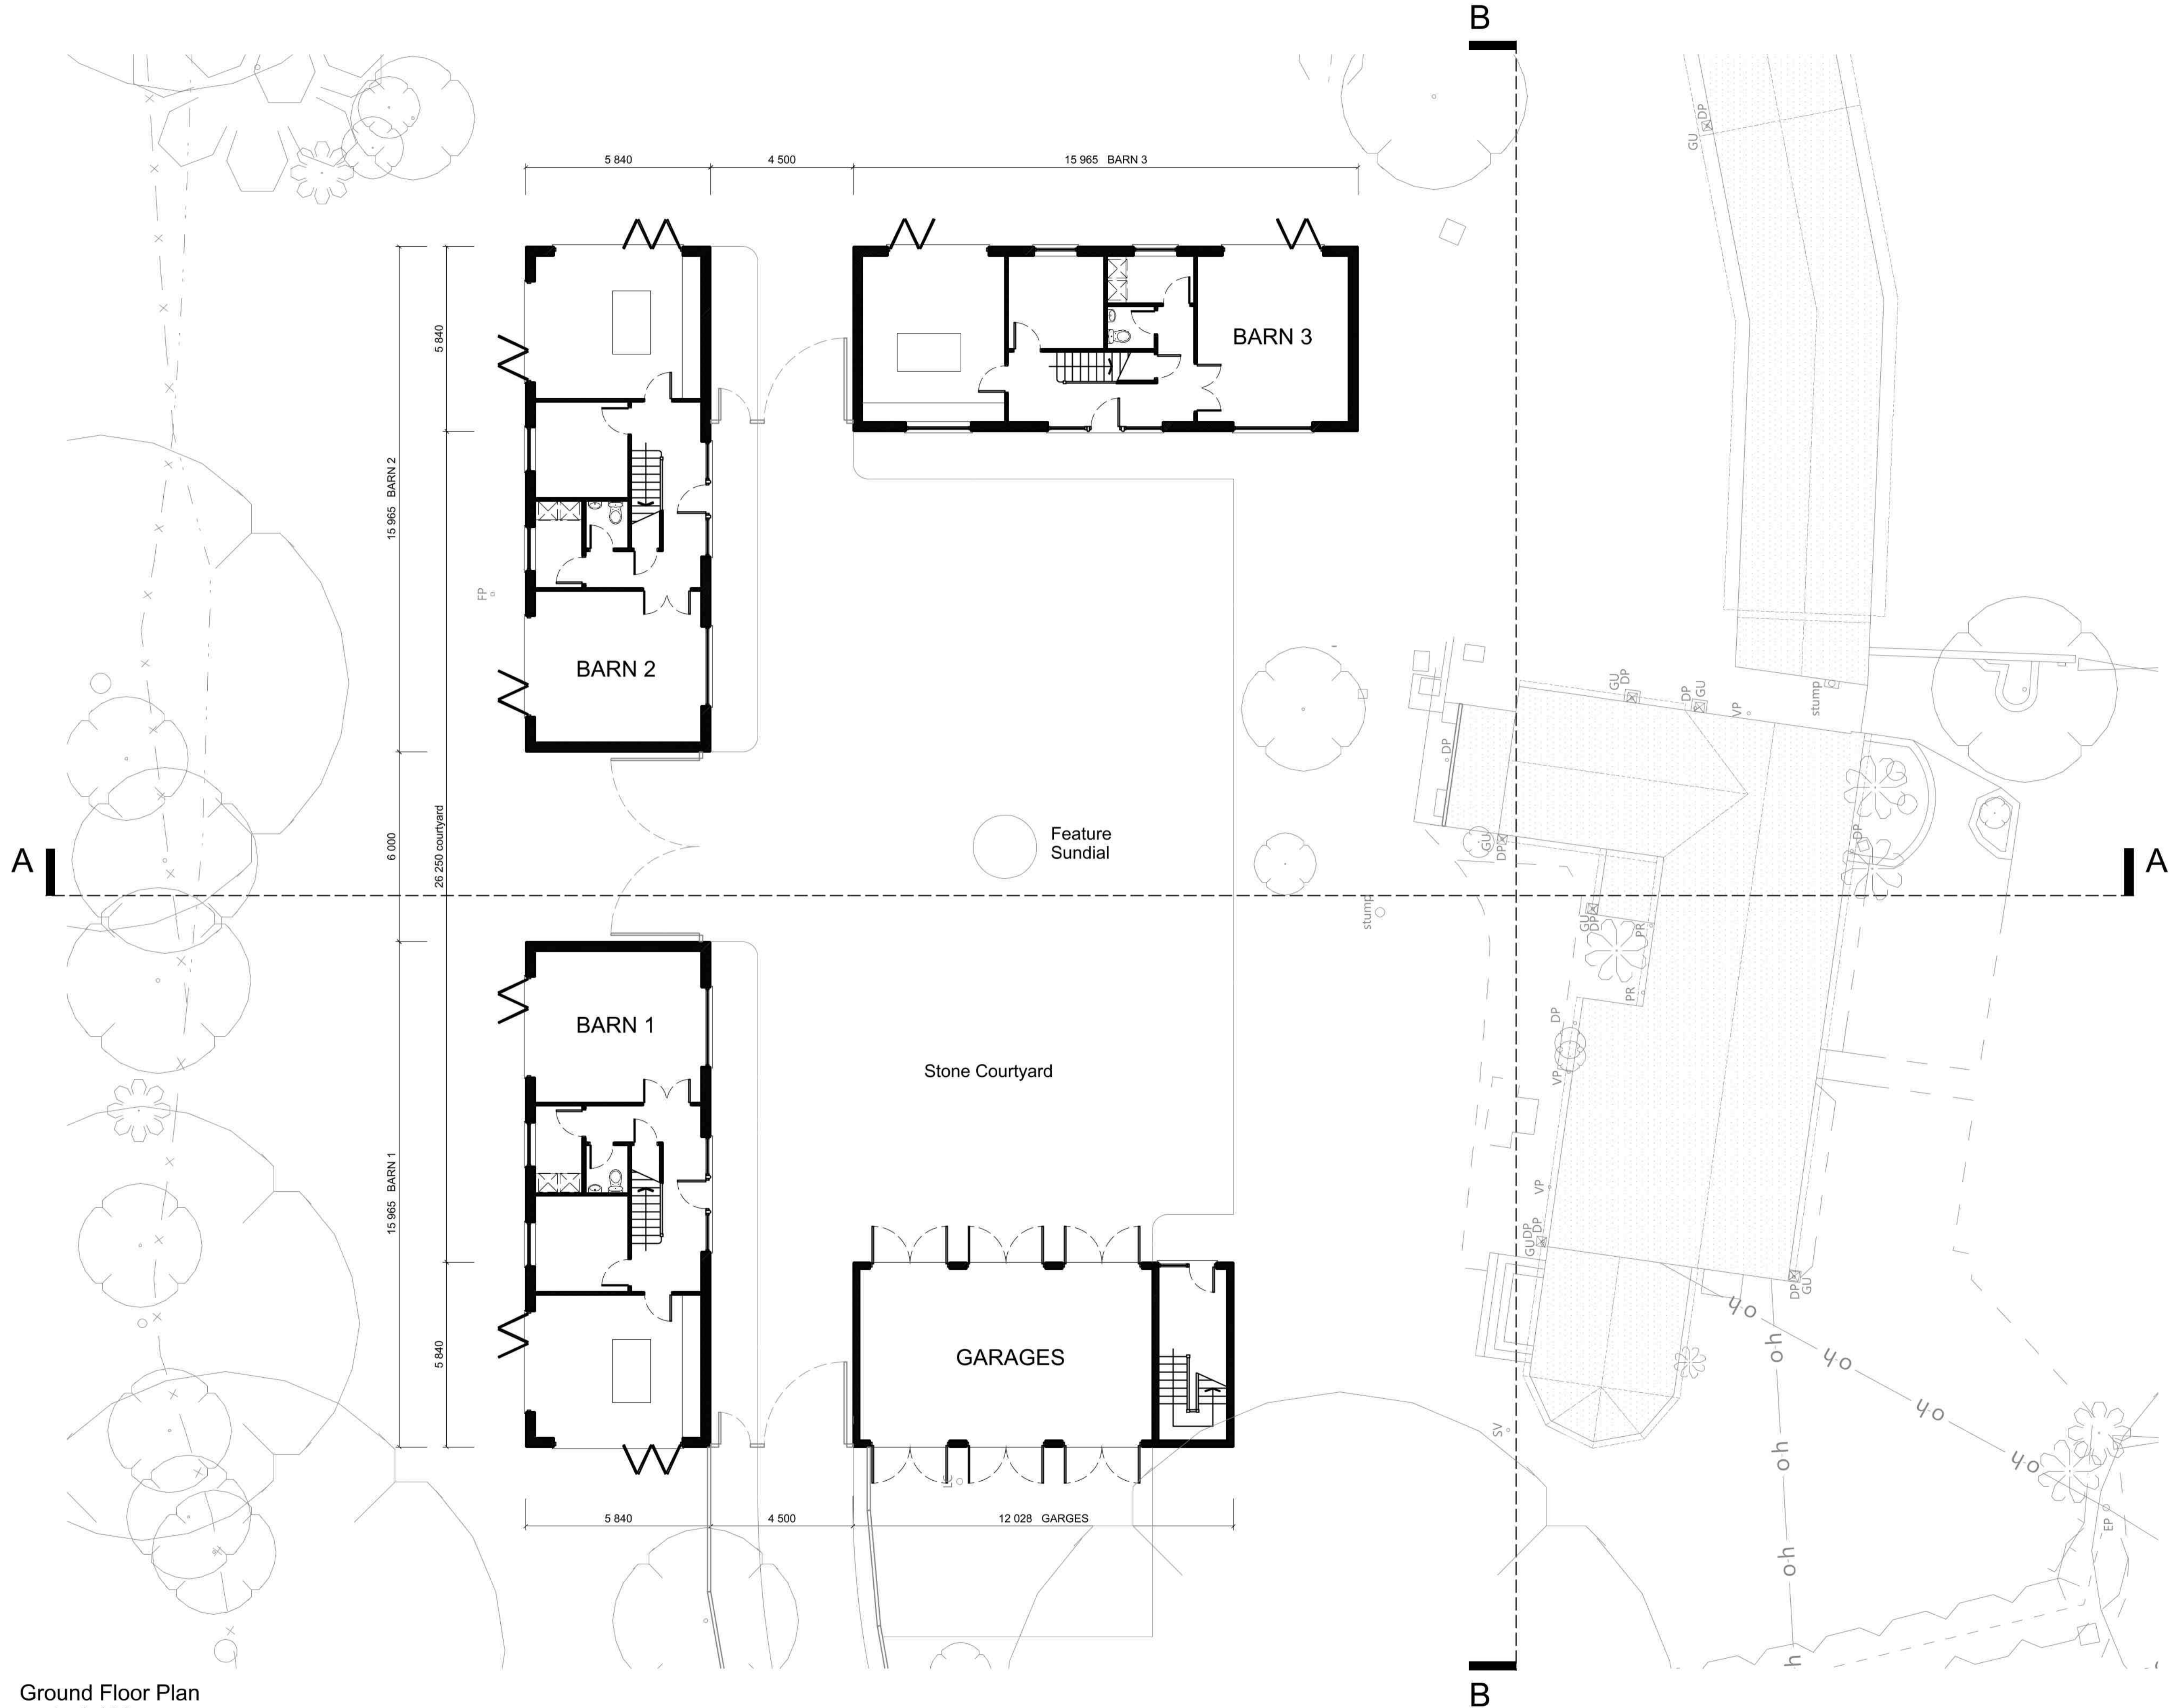 B
GU
DP
5 840
4 500
15 965 BARN 3
5 840
BARN 3
15 965 BARN 2
FP
BARN 2
GU
DP
DP
GU
VP
stump
DP
6 000
26 250 courtyard
Feature
Sundial
GU
DP
DP
A
A
stump
GU
DP
PR
PR
BARN 1
DP
Stone Courtyard
VP
15 965 BARN 1
VP
GU
DP
DP
DP
GU
o-h
o-h
o-h
o-h
o-h
GARAGES
5 840
SV
o-h
o-h
EP
5 840
4 500
12 028 GARGES
h
Ground Floor Plan
B